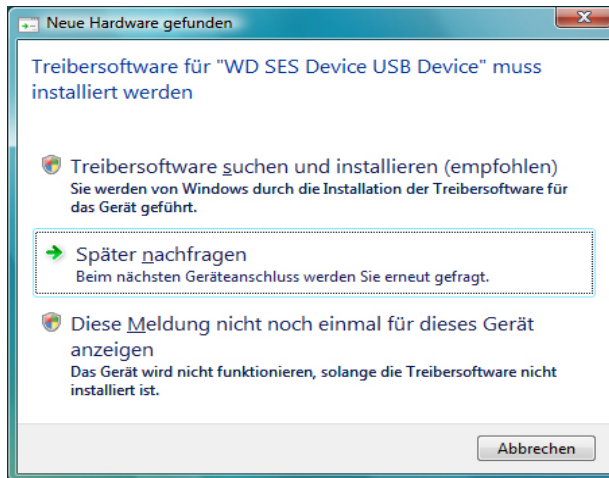 Neue Hardware gefunden
Treibersoftware für "WD SES Device USB Device" muss
installiert werden
Treibersoftware suchen und installieren (empfohlen)
Sie werden von Windows durch die Installation der Treibersoftware für
das Gerät geführt.
Später nachfragen
Beim nächsten Geräteanschluss werden Sie erneut gefragt.
Diese Meldung nicht noch einmal für dieses Gerät
anzeigen
Das Gerät wird nicht funktionieren, solange die Treibersoftware nicht
installiert ist.
Abbrechen